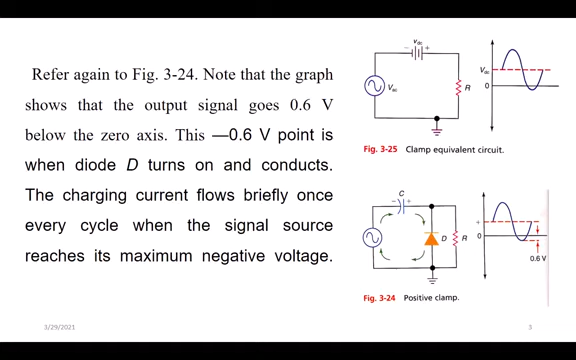 Refer again to Fig. 3-24. Note that the graph
shows that the output signal goes 0.6 V
below the zero axis. This —0.6 V point is
when diode D turns on and conducts.
The charging current flows briefly once
every cycle when the signal source
reaches its maximum negative voltage.
Vdc
− +
Vac
R
Vdc
0
Fig. 3-25 Clamp equivalent circuit.
C
− +
D
R
+
0
0.6 V
Fig. 3-24 Positive clamp.
3/29/2021
3